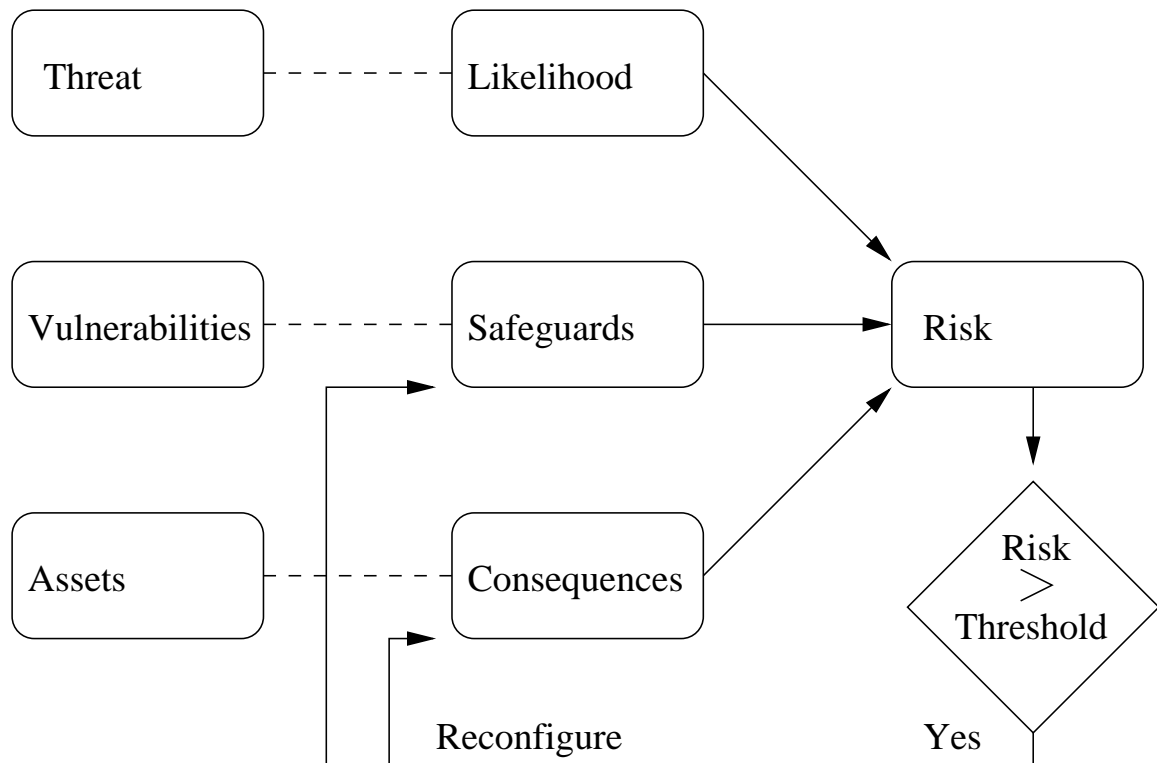 Threat
Likelihood
Vulnerabilities
Safeguards
Risk
Assets
Consequences
Risk
>
Threshold
Reconfigure
Yes